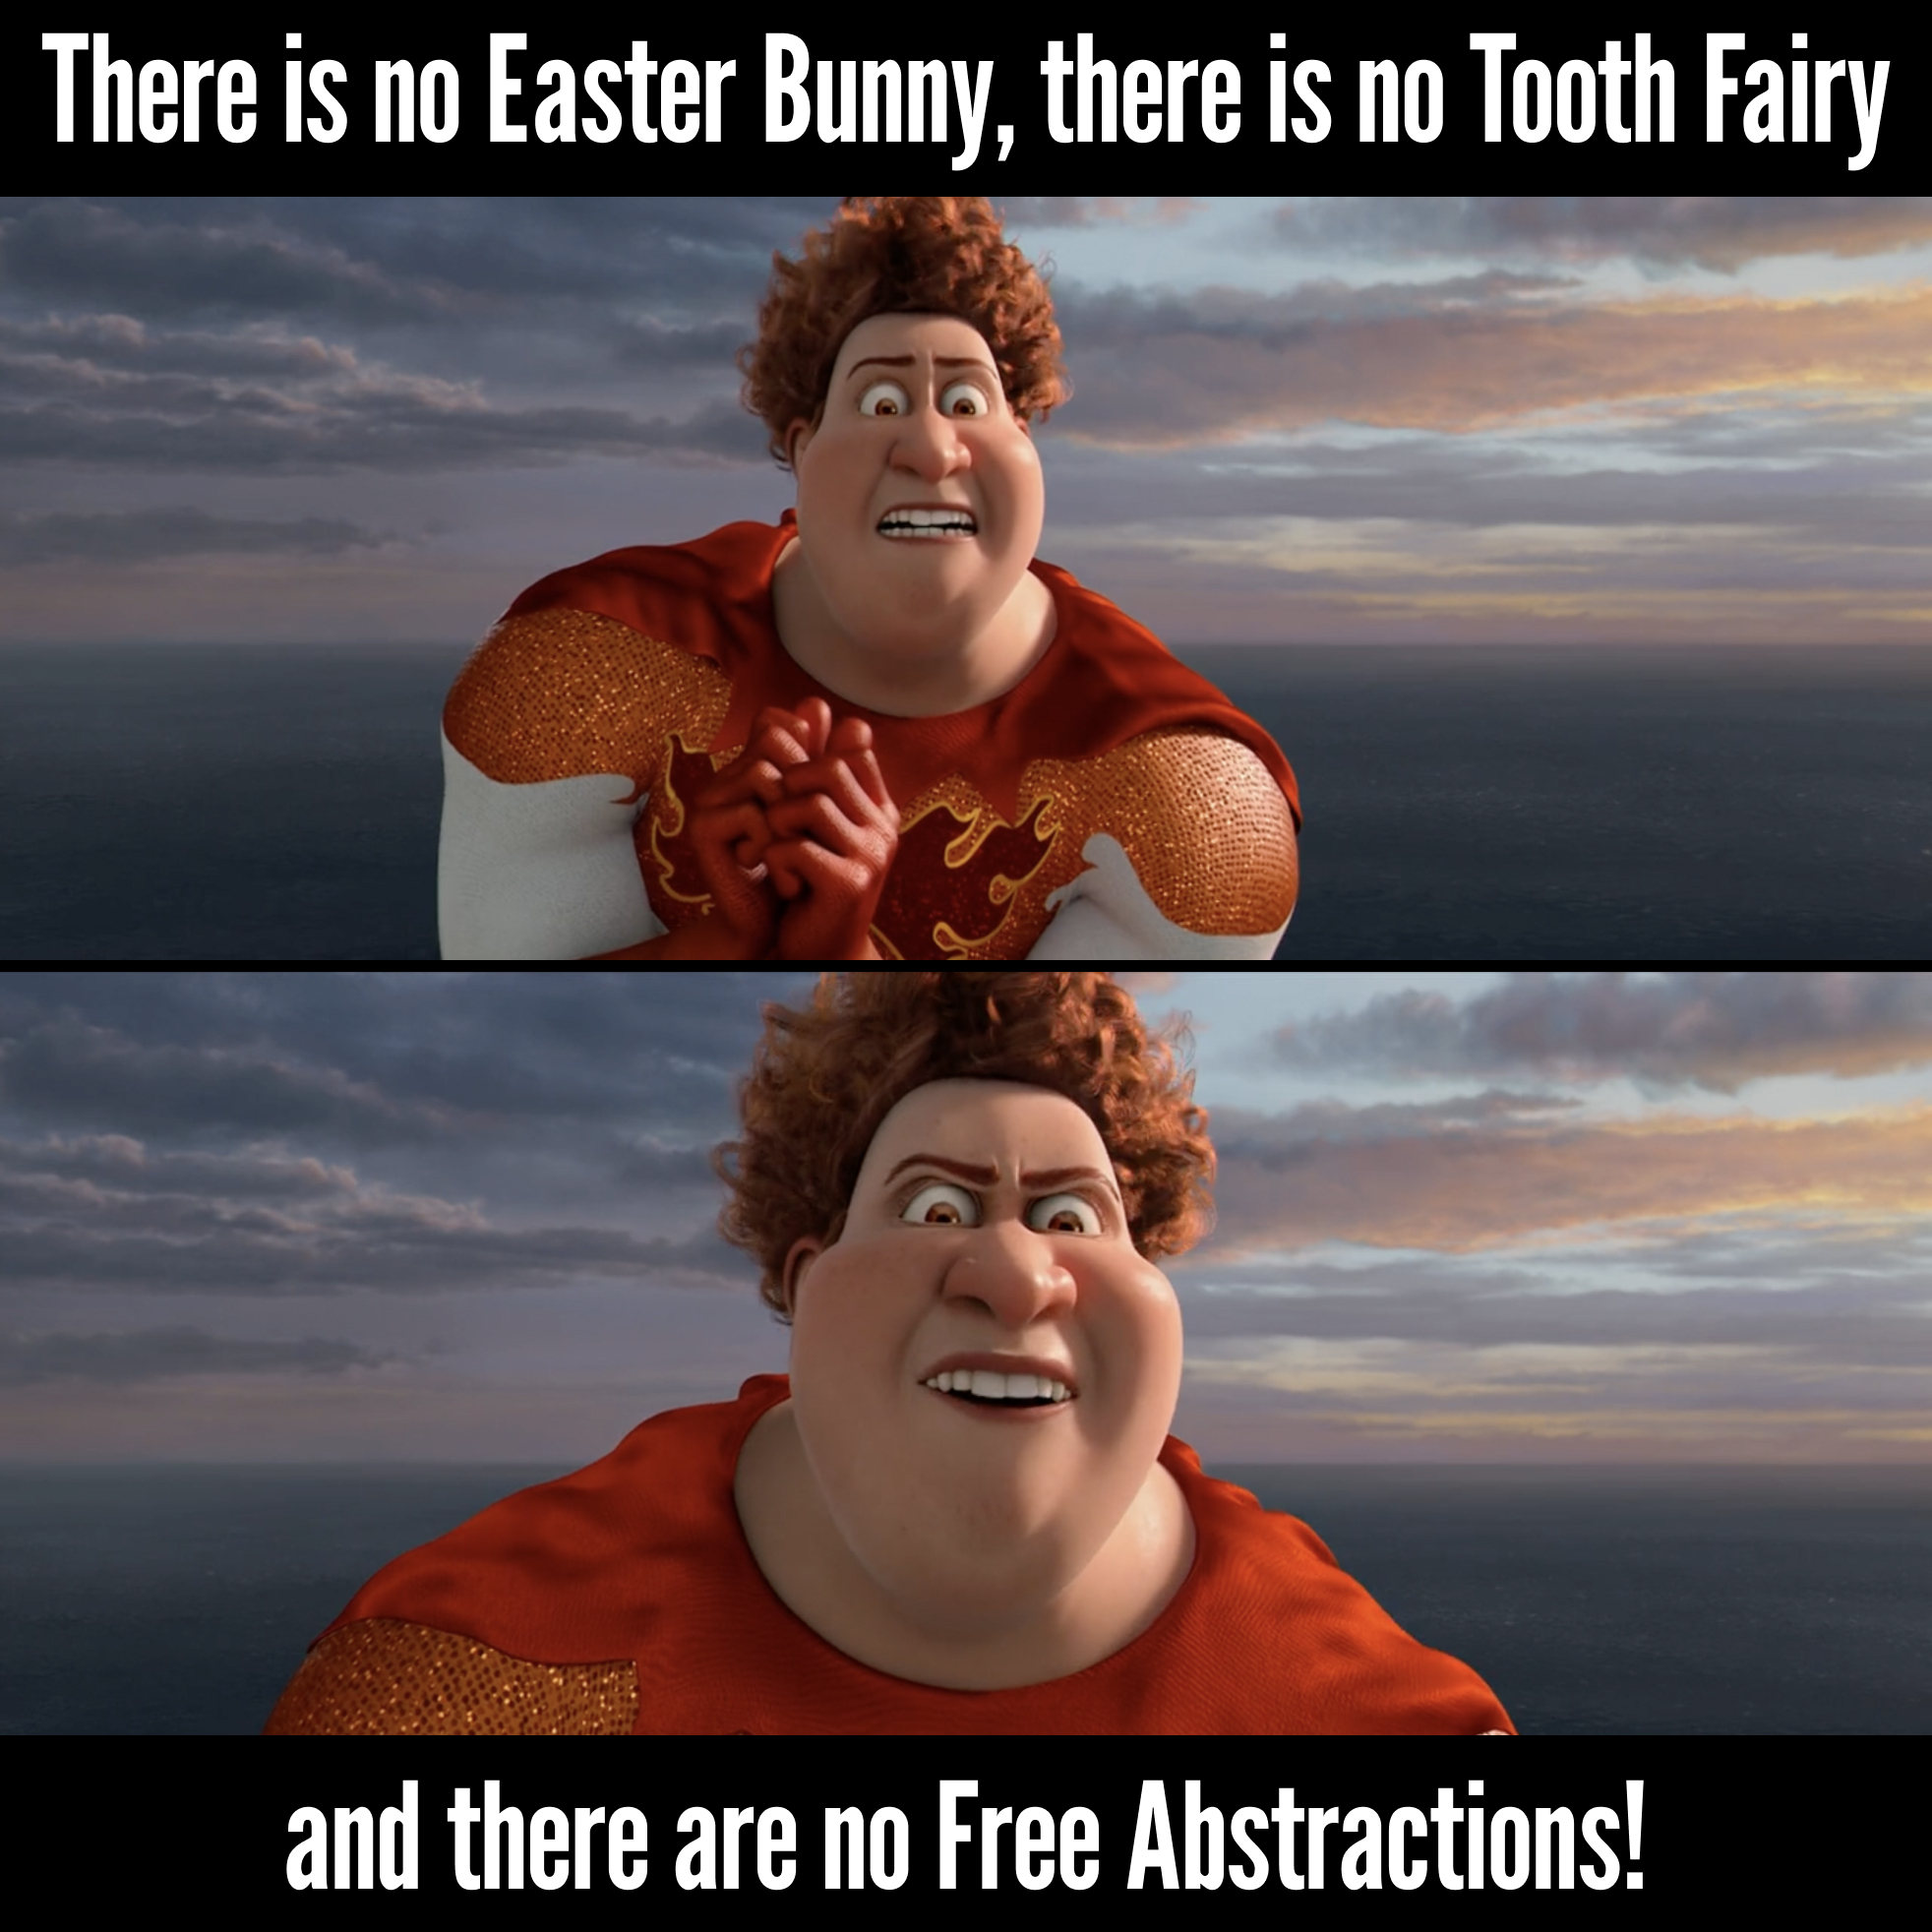 There is no Easter Bunny, there is no Tooth Fairy
and there are no Free Abstractions!